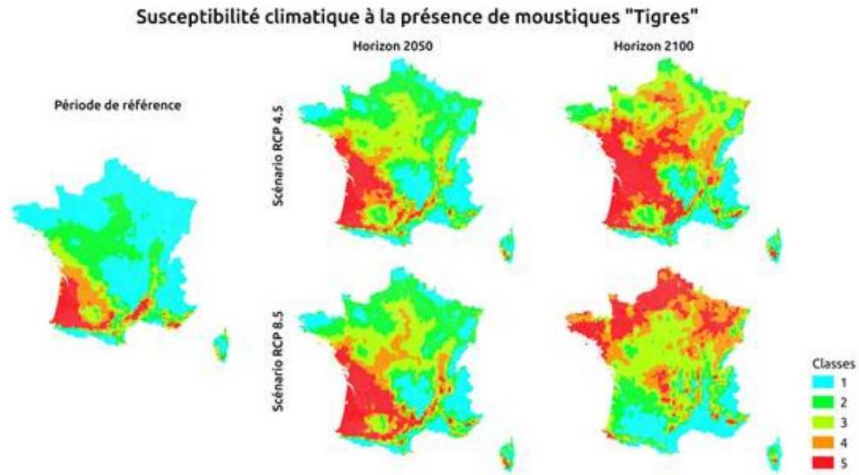 Susceptibilité climatique à la présence de moustiques "Tigres"
Horizon 2050
Horizon 2100
Période de référence
Scénario RCP 4.5
Scénario RCP 8.5
Classes
1
2
3
4
5